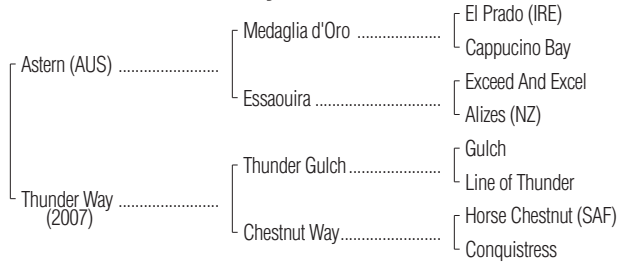 El Prado (IRE)
Medaglia d'Oro
Cappucino Bay
Astern (AUS)
Exceed And Excel
Essaouira
Alizes (NZ)
Gulch
Thunder Gulch
Line of Thunder
Thunder Way
(2007)
Horse Chestnut (SAF)
Chestnut Way
Conquistress